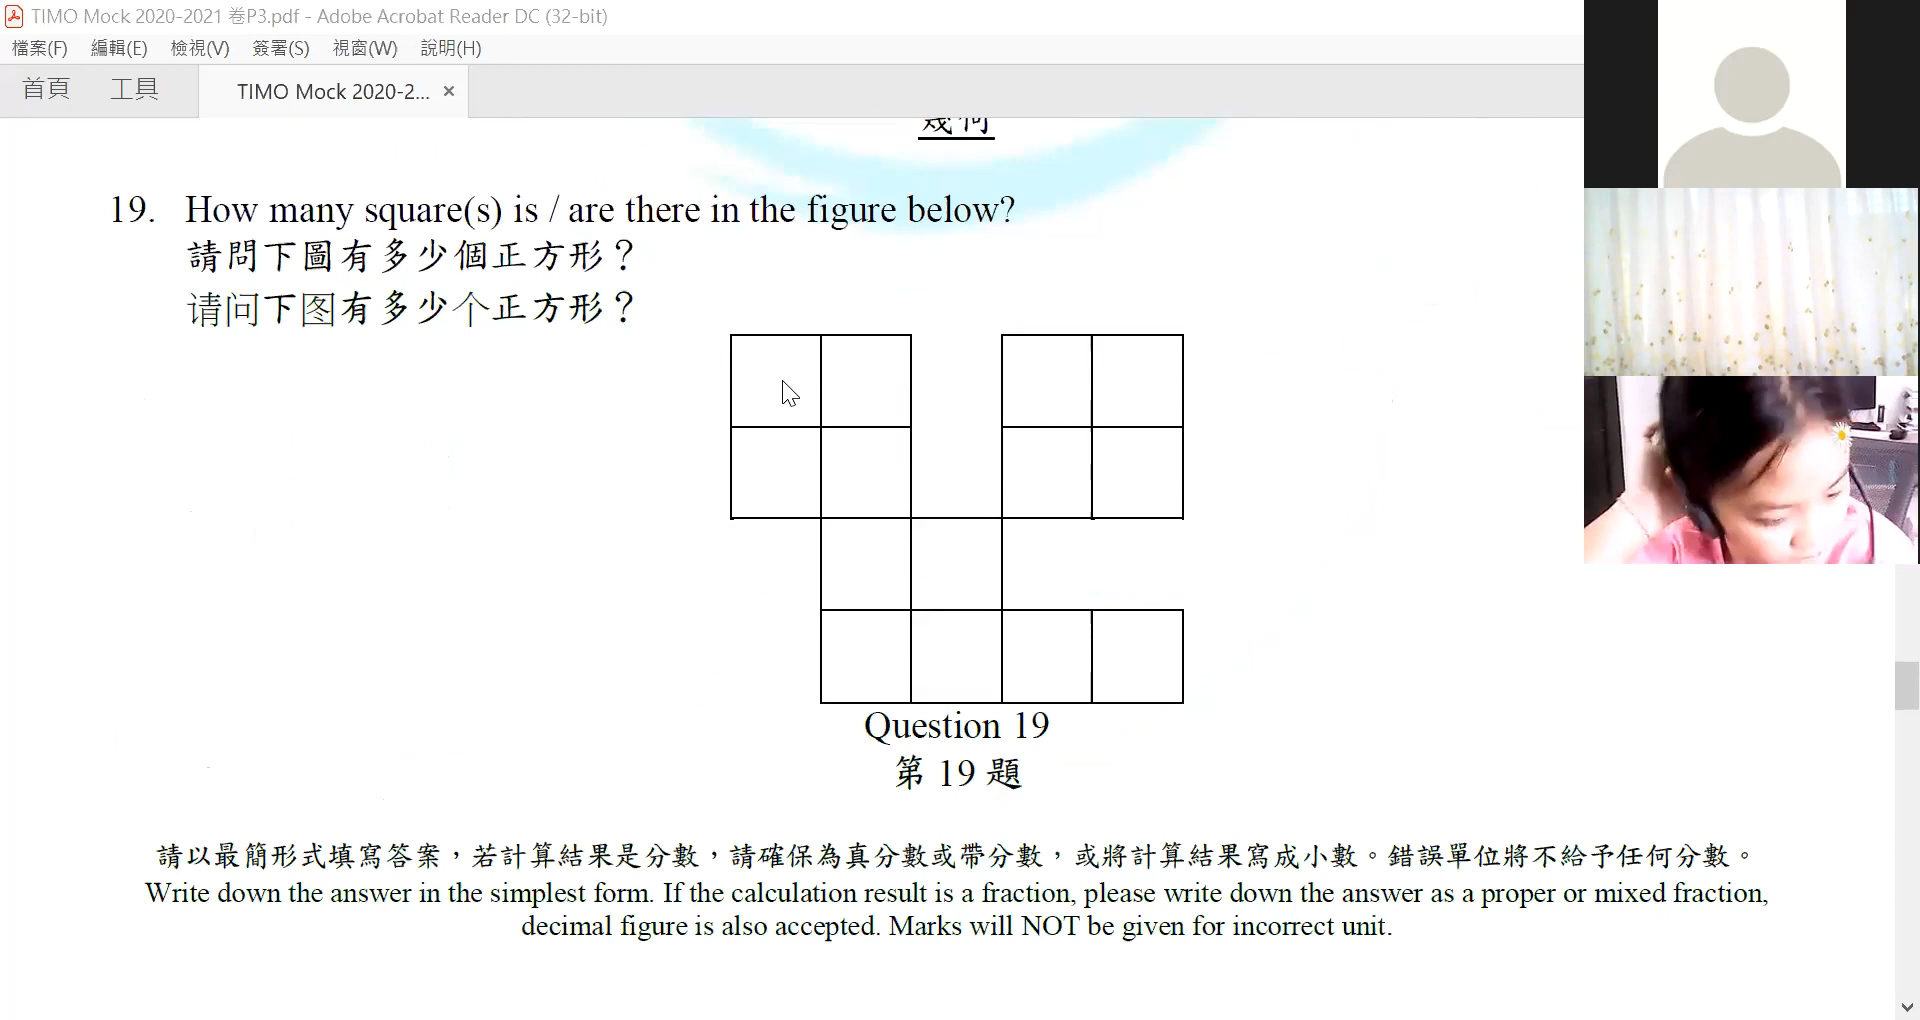 TIMO Mock 2020-2021 卷P3.pdf - Adobe Acrobat Reader DC (32-bit)
檔案(F) 編輯(E) 檢視(V) 簽署(S) 視窗(W) 說明(H)
首頁 工具 TIMO Mock 2020-2... ×
幾何
19. How many square(s) is / are there in the figure below?
請問下圖有多少個正方形？
请问下图有多少个正方形？
Question 19
第 19 題
請以最簡形式填寫答案，若計算結果是分數，請確保為真分數或帶分數，或將計算結果寫成小數。錯誤單位將不給予任何分數。
Write down the answer in the simplest form. If the calculation result is a fraction, please write down the answer as a proper or mixed fraction,
decimal figure is also accepted. Marks will NOT be given for incorrect unit.